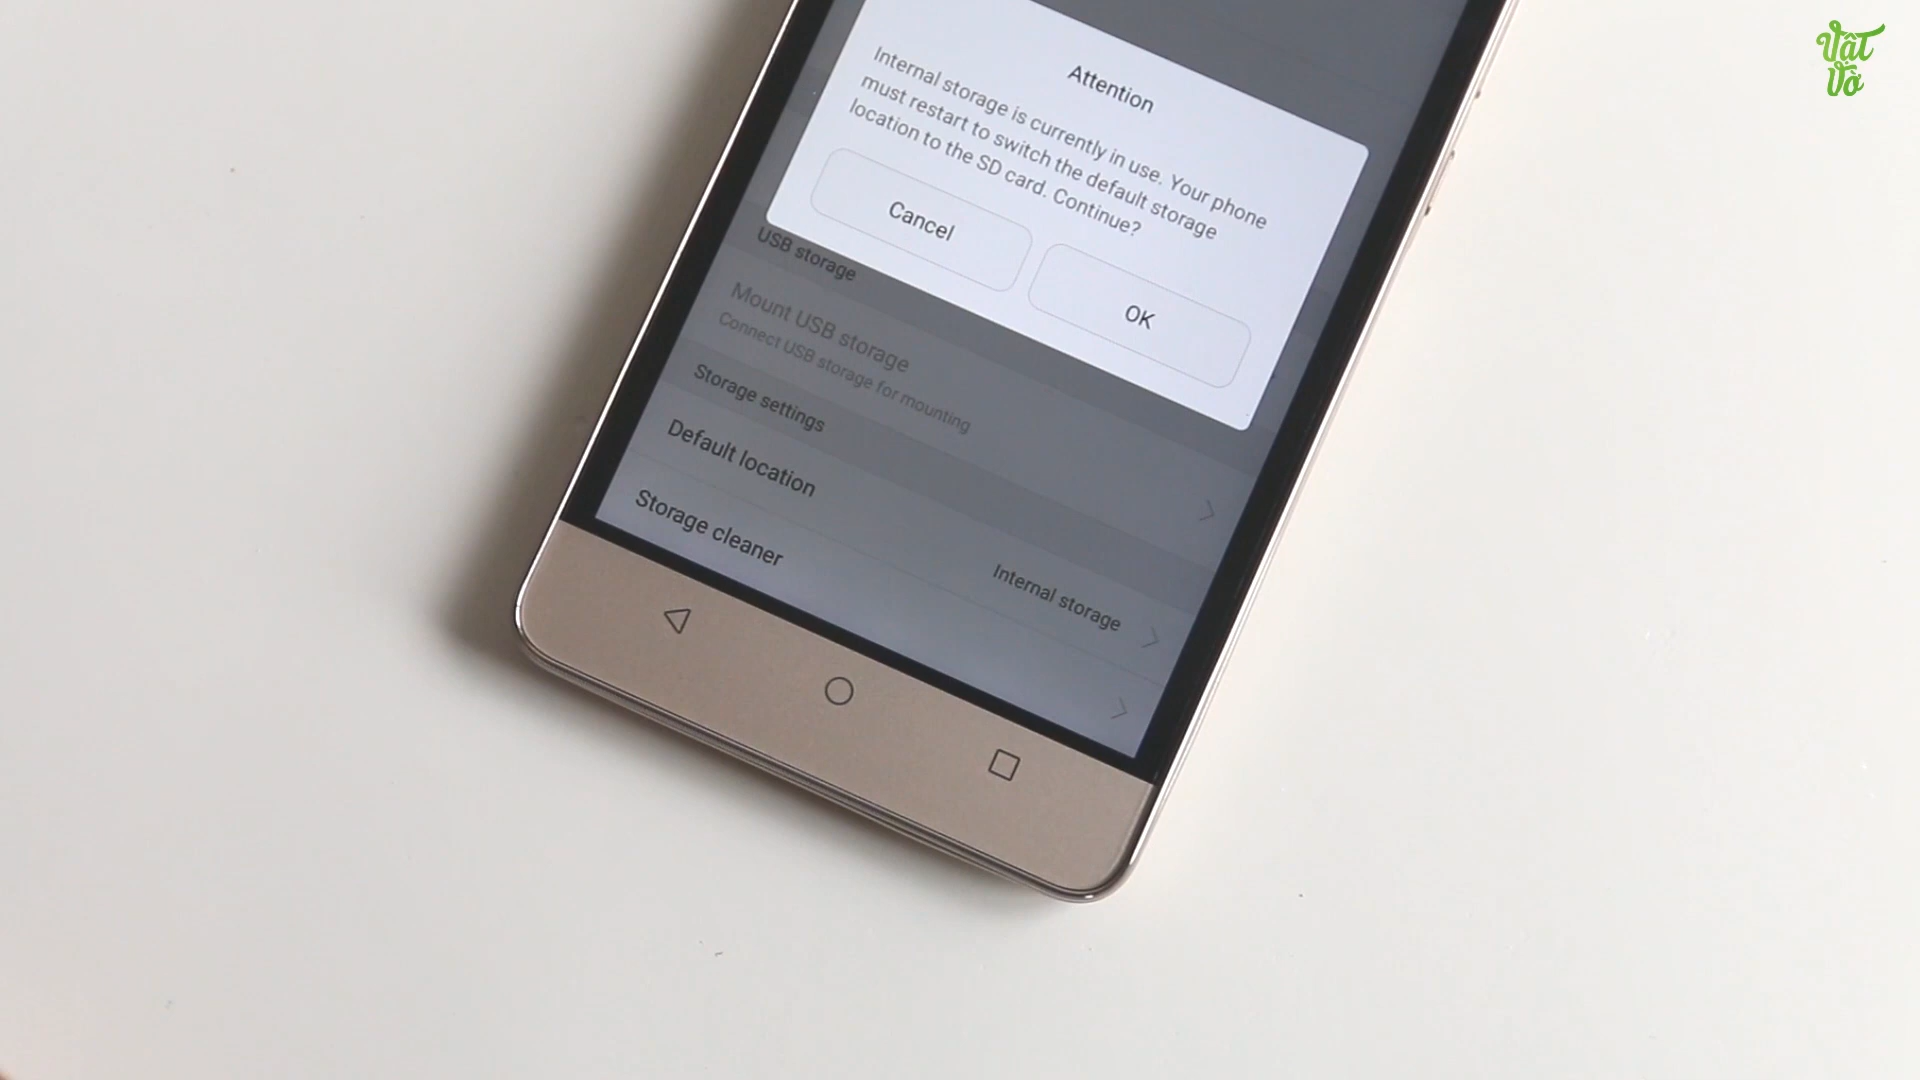 Vật
Vờ
Attention
Internal storage is currently in use. Your phone
must restart to switch the default storage
location to the SD card. Continue?
Cancel
OK
USB storage
Mount USB storage
Connect USB storage for mounting
Storage settings
Default location
Internal storage
Storage cleaner